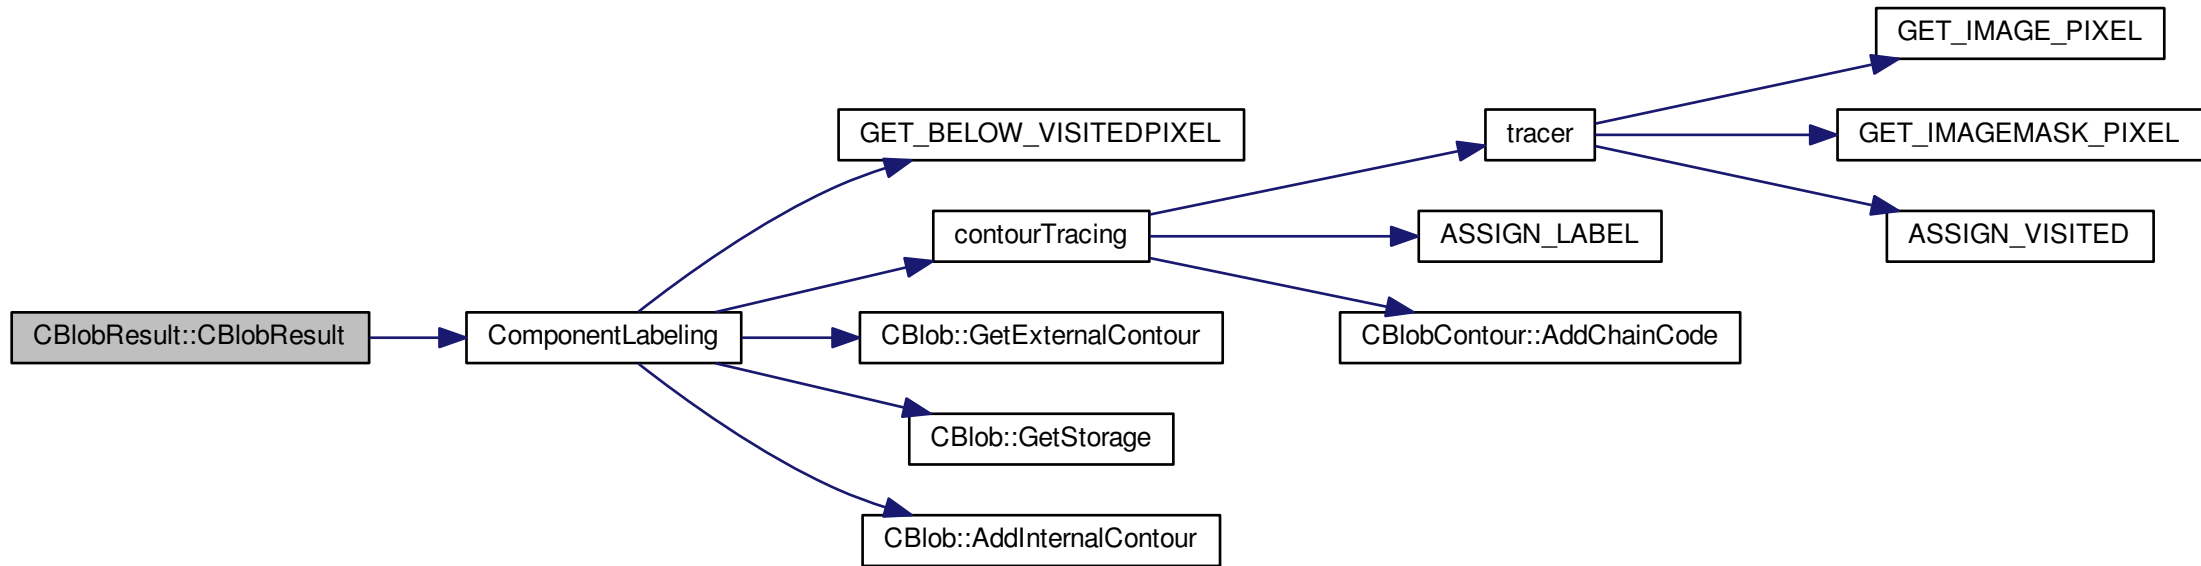 GET_IMAGE_PIXEL
GET_BELOW_VISITEDPIXEL
tracer
GET_IMAGEMASK_PIXEL
contourTracing
ASSIGN_LABEL
ASSIGN_VISITED
CBlobResult::CBlobResult
ComponentLabeling
CBlob::GetExternalContour
CBlobContour::AddChainCode
CBlob::GetStorage
CBlob::AddInternalContour